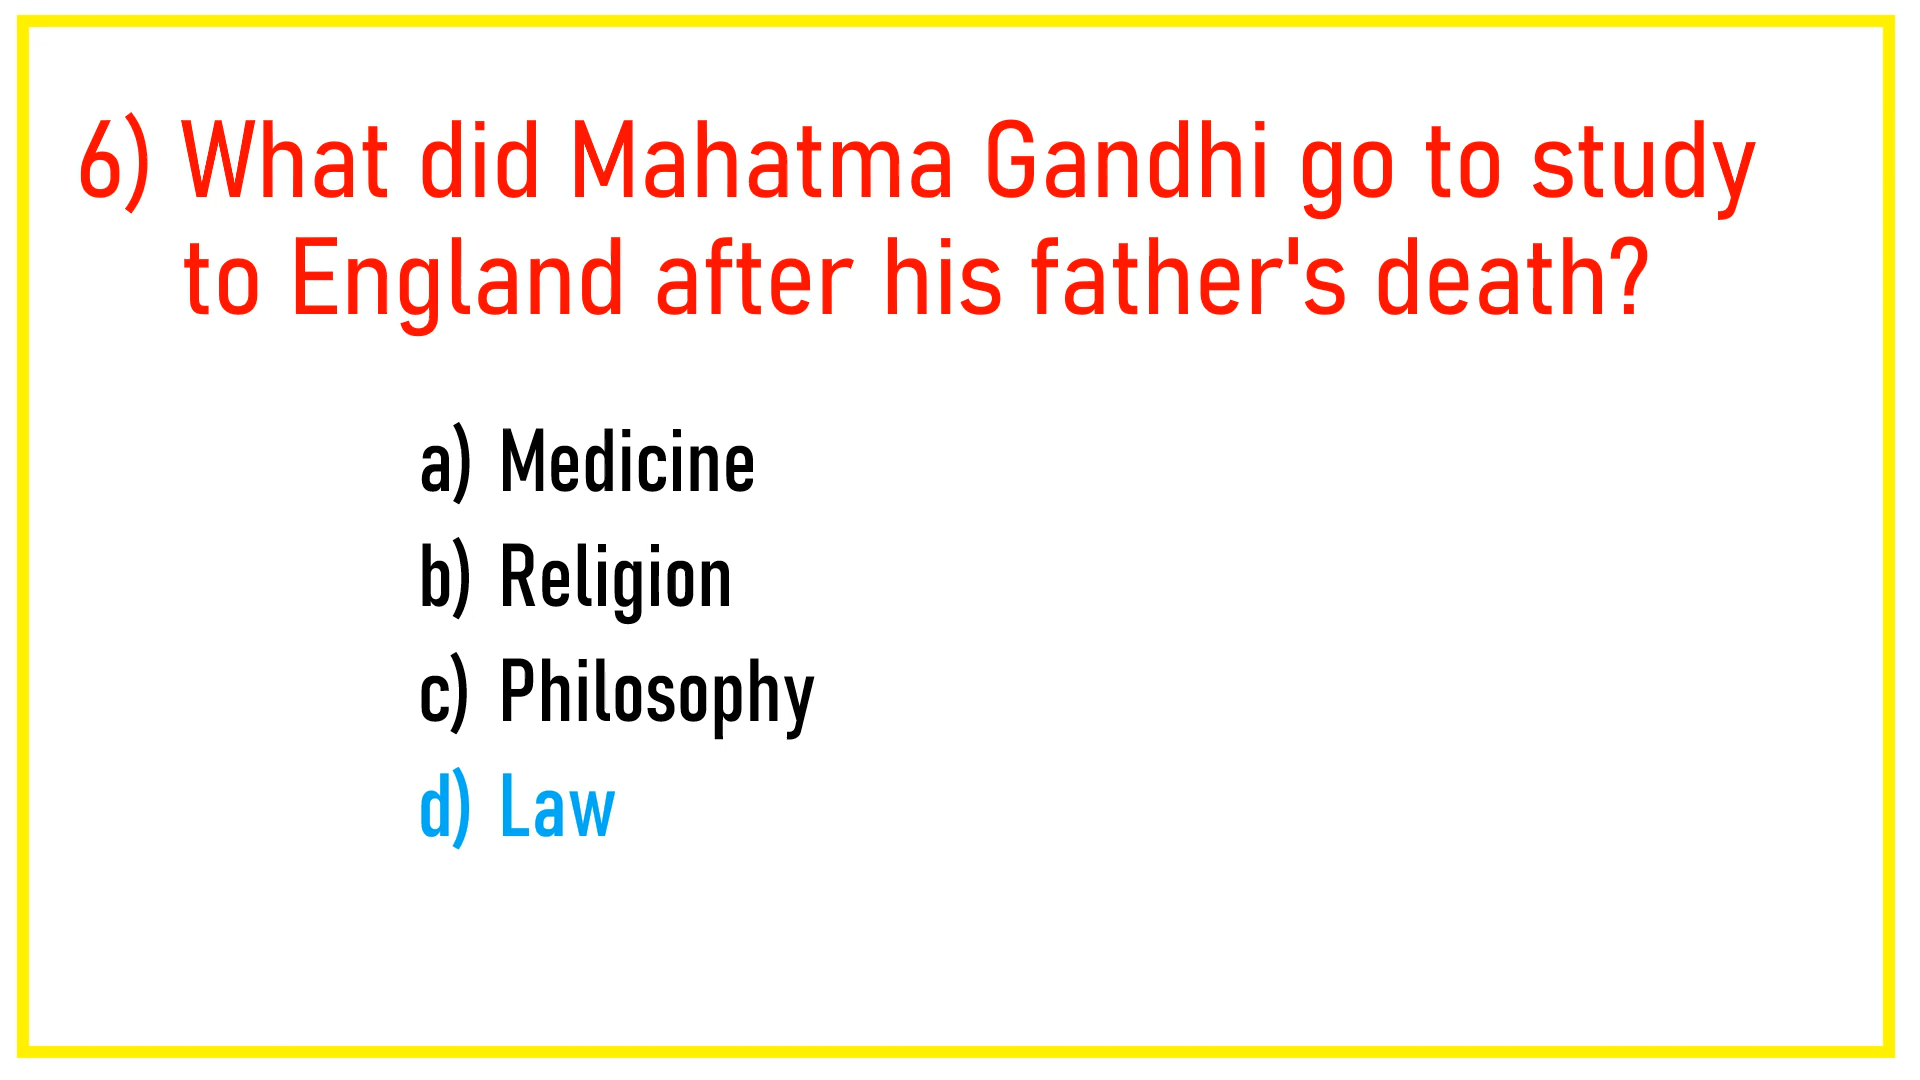 6) What did Mahatma Gandhi go to study
to England after his father's death?
a) Medicine
b) Religion
c) Philosophy
d) Law